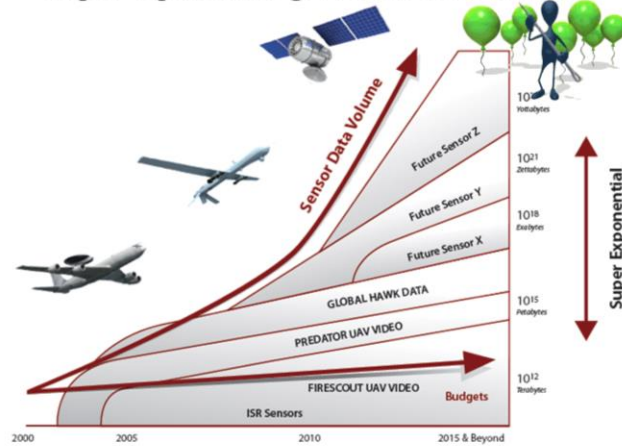 Sensor Data Volume
Future Sensor Z
Future Sensor Y
Future Sensor X
GLOBAL HAWK DATA
PREDATOR UAV VIDEO
FIRESCOUT UAV VIDEO
Budgets
ISR Sensors
Yottabytes
10²¹
Zettabytes
10¹⁸
Exabytes
10¹⁵
Petabytes
10¹²
Terabytes
Super Exponential
2000
2005
2010
2015 & Beyond